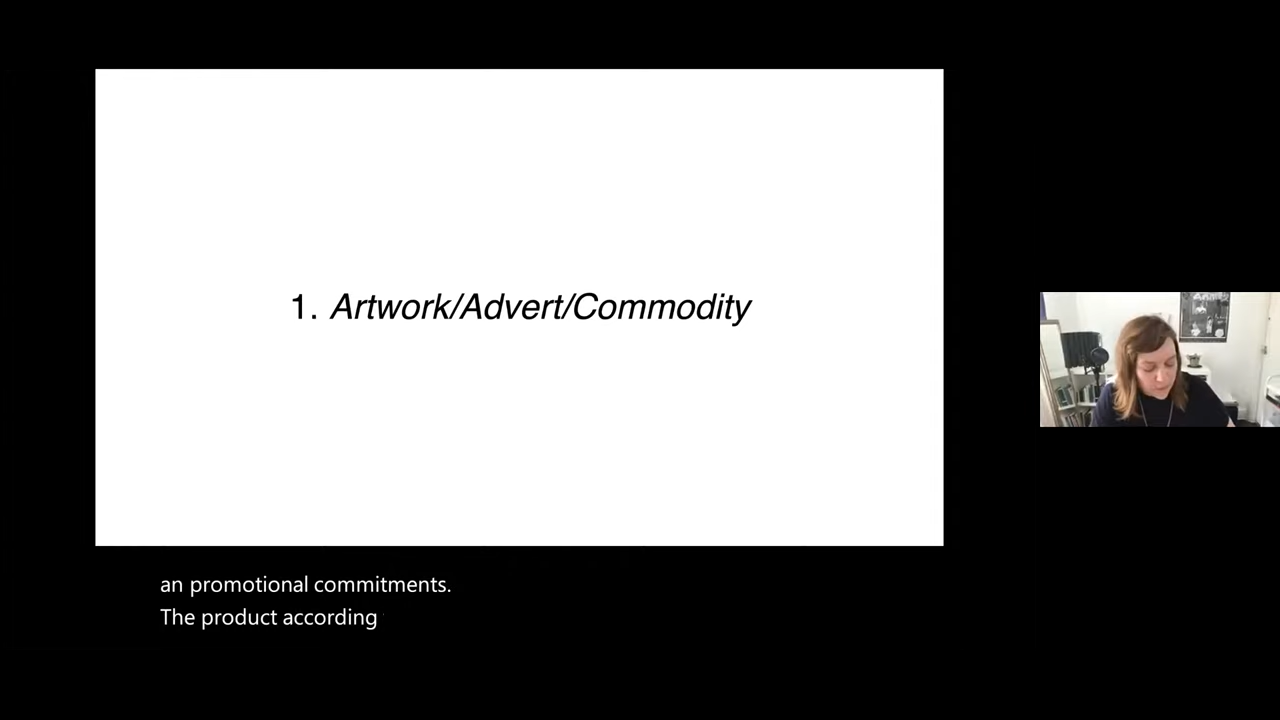 1. Artwork/Advert/Commodity
an promotional commitments.
The product according